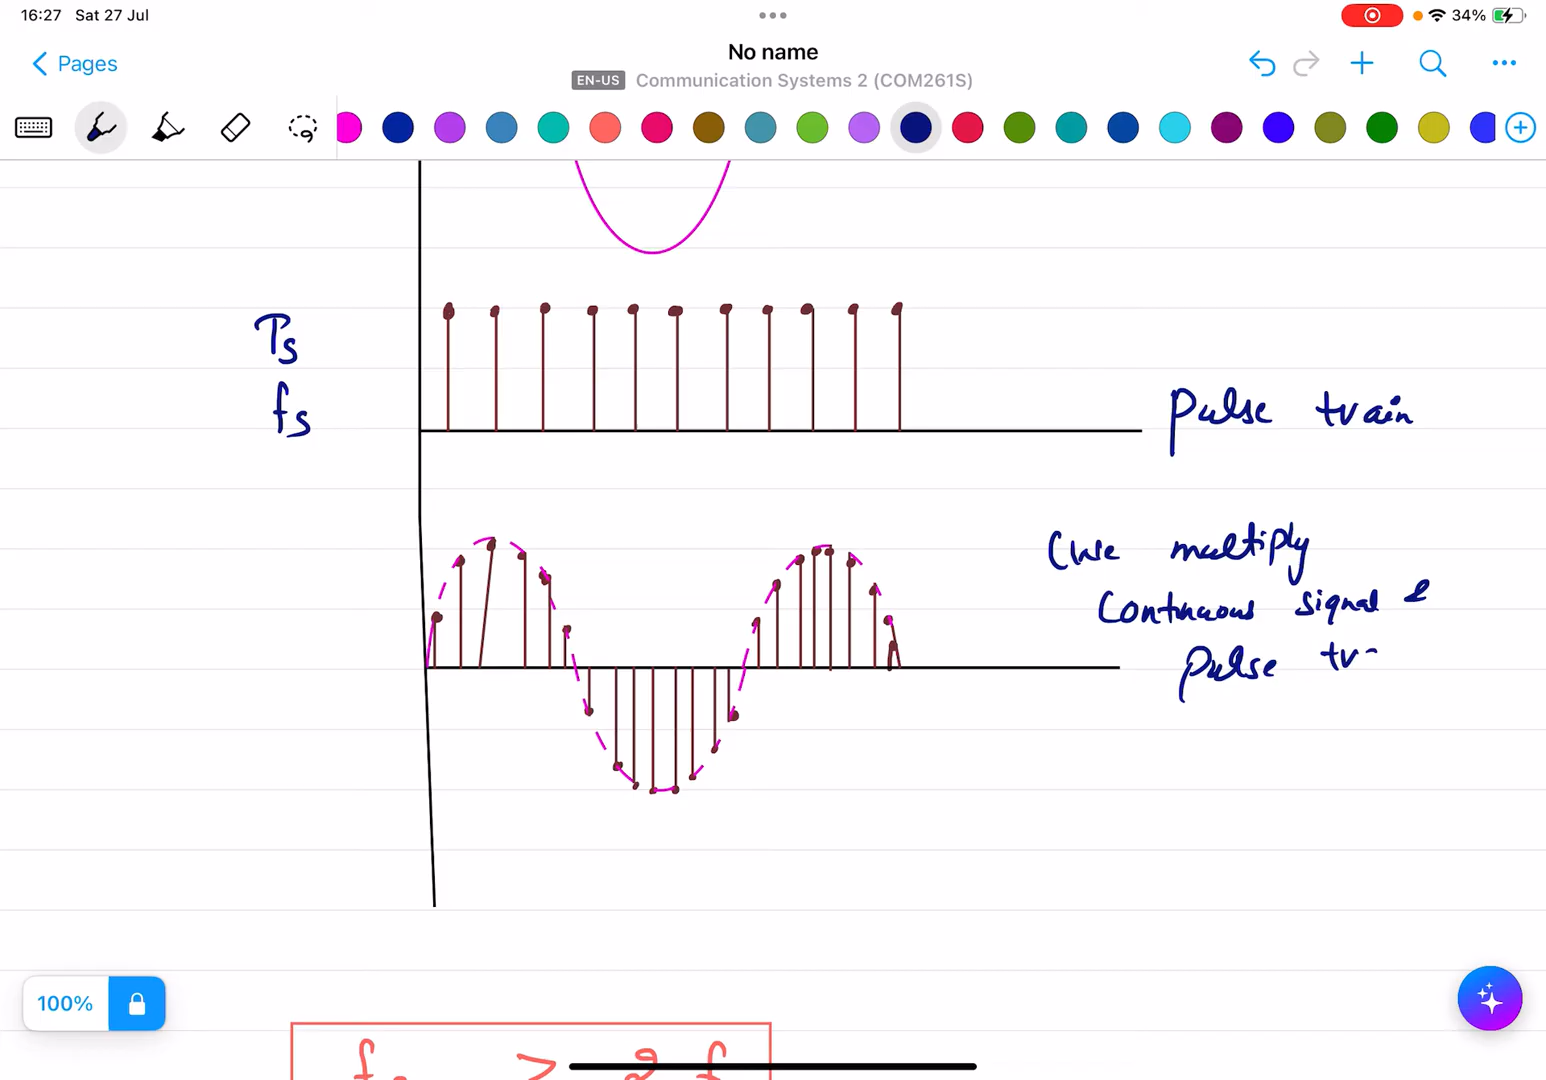 16:27 Sat 27 Jul
34%
Pages
No name
EN-US Communication Systems 2 (COM261S)
Ts
fs
Pulse train
multiply
Continuous signal &
Pulse tr
100%
> 2 f